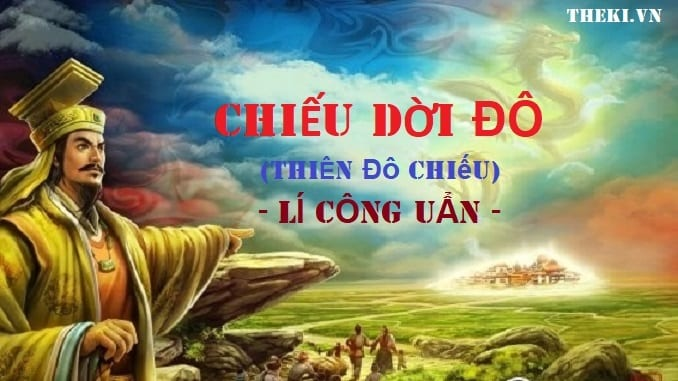 THEKI.VN
CHIẾU DỜI ĐÔ
(THIÊN ĐÔ CHIẾU)
- LÍ CÔNG UẨN -